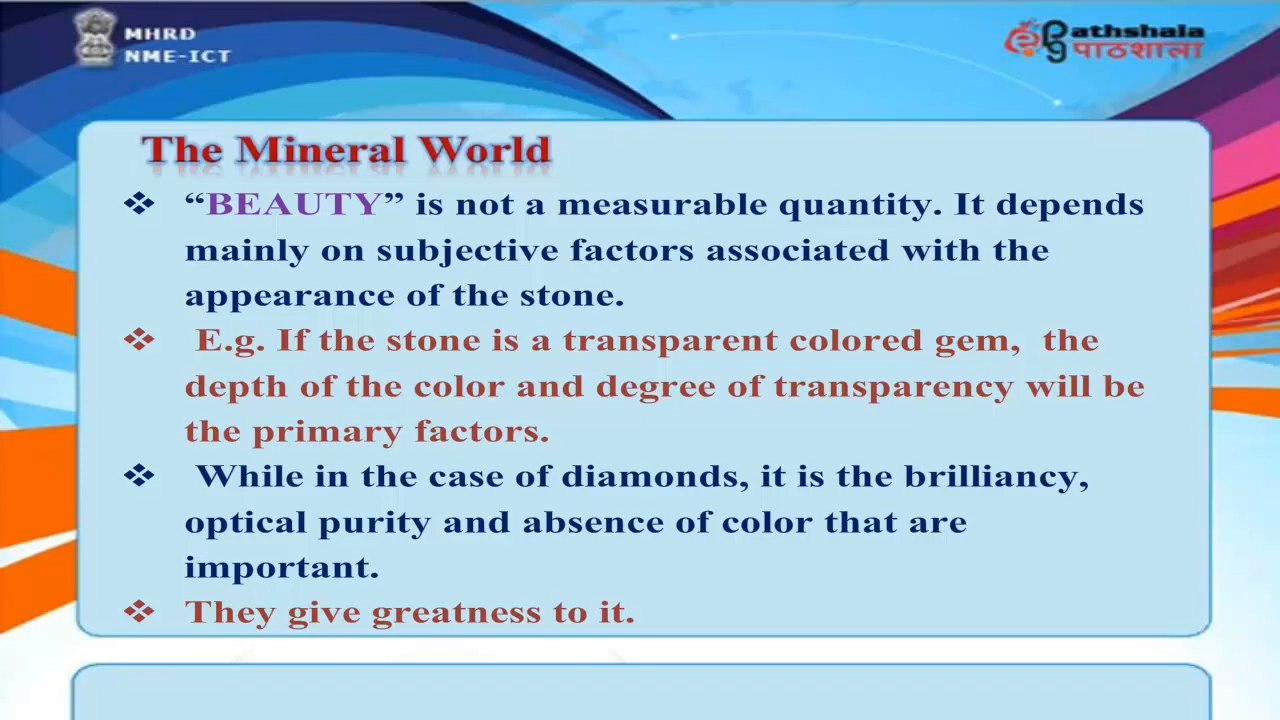 MHRD
NME-ICT
athshala
पाठशाला
The Mineral World
❖ “BEAUTY” is not a measurable quantity. It depends
mainly on subjective factors associated with the
appearance of the stone.
❖ E.g. If the stone is a transparent colored gem, the
depth of the color and degree of transparency will be
the primary factors.
❖ While in the case of diamonds, it is the brilliancy,
optical purity and absence of color that are
important.
❖ They give greatness to it.